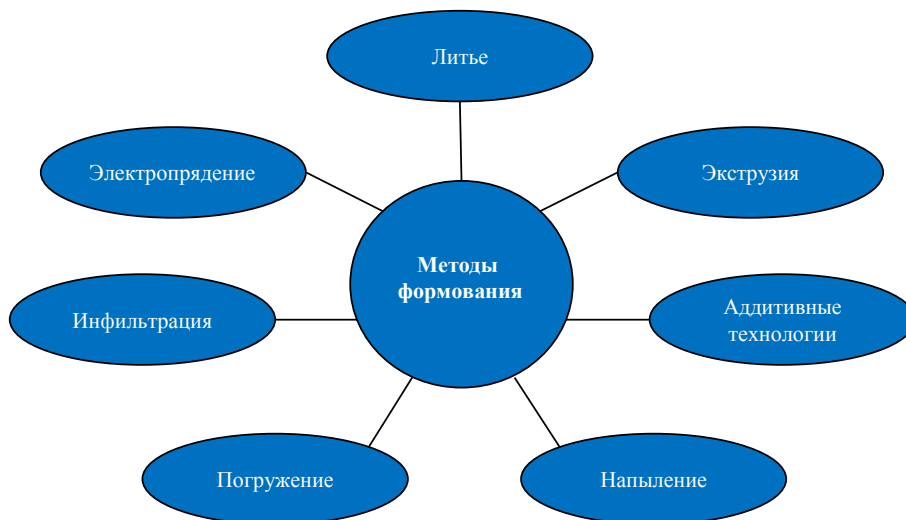 Литье
Электропрядение
Экструзия
Методы
формования
Инфильтрация
Аддитивные
технологии
Погружение
Напыление